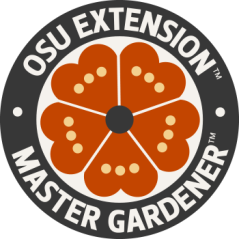 OSU EXTENSION™
MASTER GARDENER™